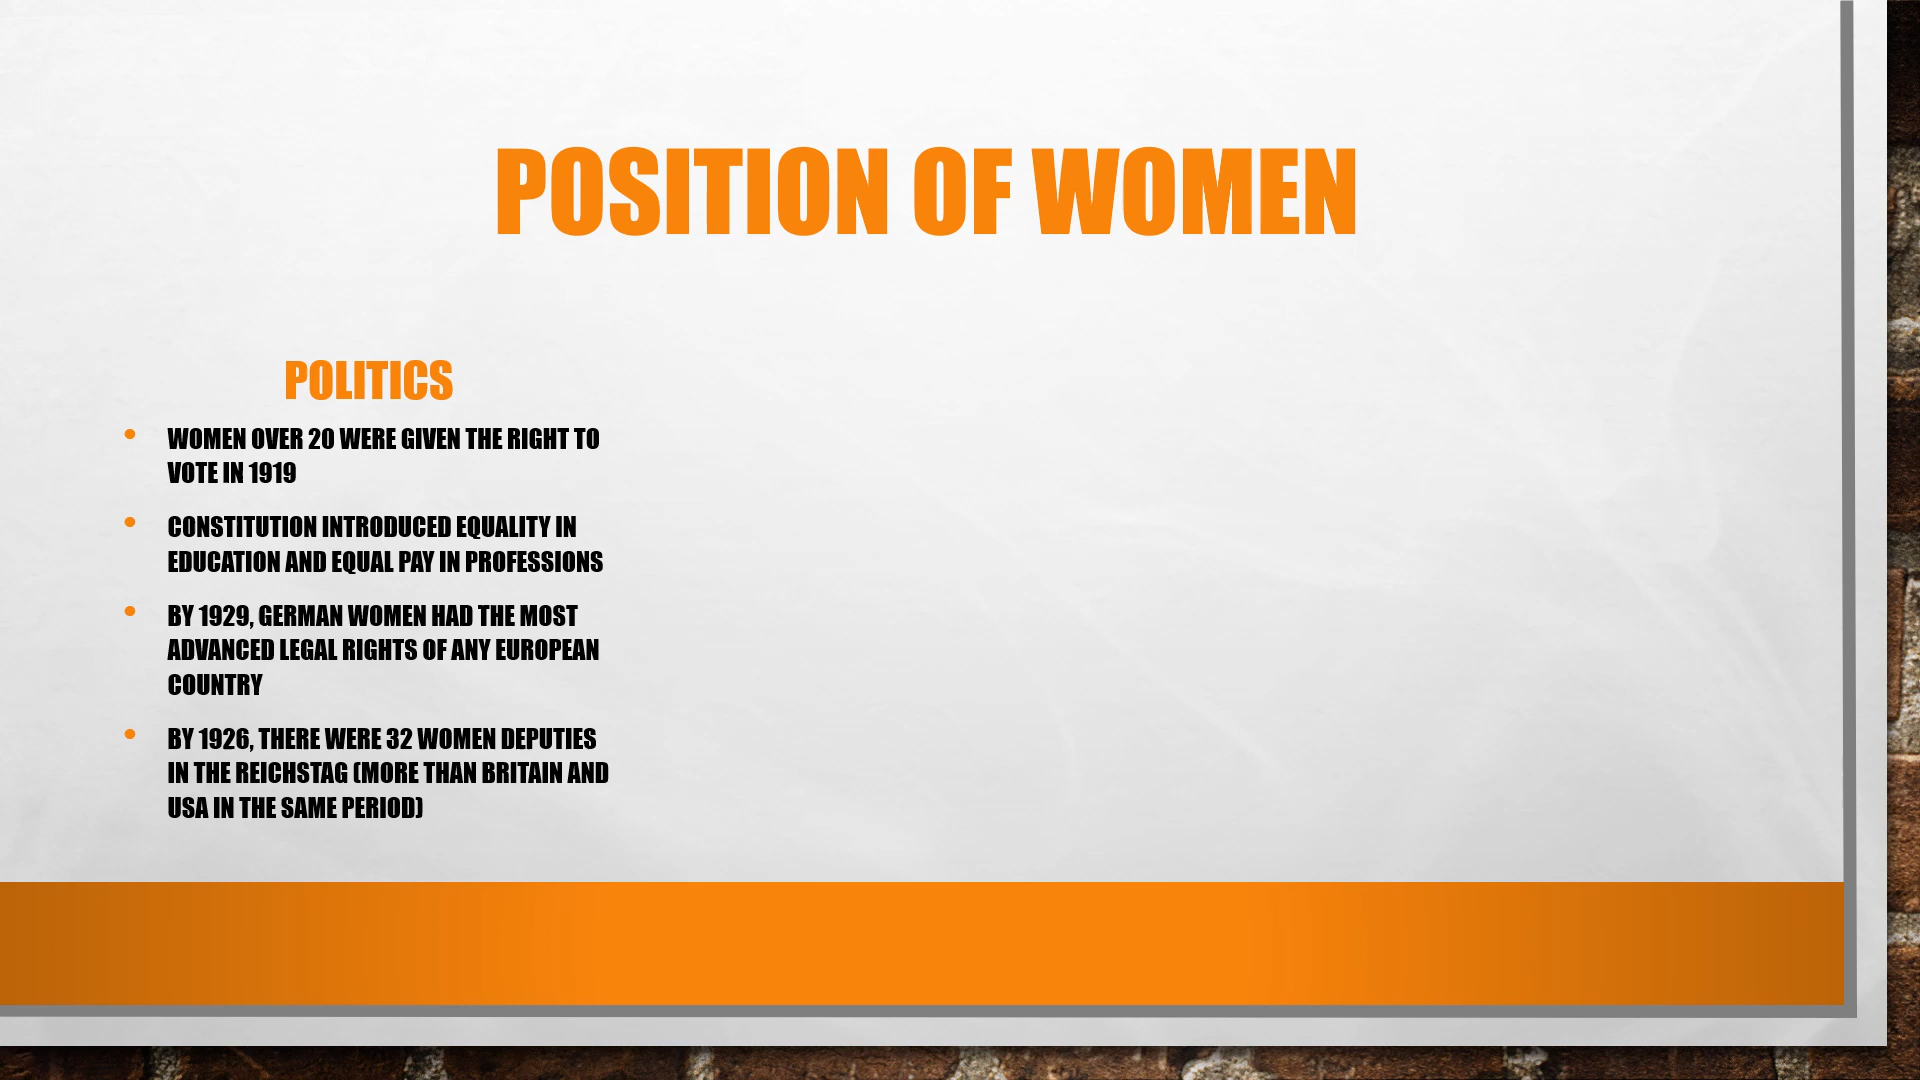 POSITION OF WOMEN
POLITICS
• WOMEN OVER 20 WERE GIVEN THE RIGHT TO
VOTE IN 1919
• CONSTITUTION INTRODUCED EQUALITY IN
EDUCATION AND EQUAL PAY IN PROFESSIONS
• BY 1929, GERMAN WOMEN HAD THE MOST
ADVANCED LEGAL RIGHTS OF ANY EUROPEAN
COUNTRY
• BY 1926, THERE WERE 32 WOMEN DEPUTIES
IN THE REICHSTAG (MORE THAN BRITAIN AND
USA IN THE SAME PERIOD)